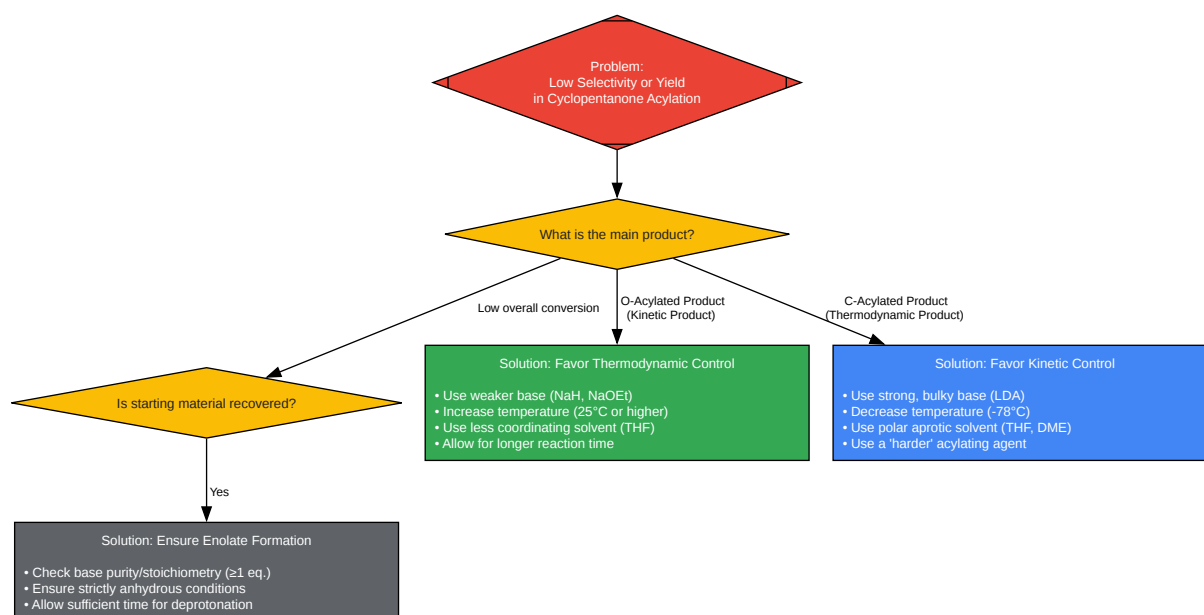 Problem:
Low Selectivity or Yield
in Cyclopentanone Acylation
What is the main product?
Low overall conversion
O-Acylated Product
(Kinetic Product)
C-Acylated Product
(Thermodynamic Product)
Is starting material recovered?
Solution: Favor Thermodynamic Control
• Use weaker base (NaH, NaOEt)
• Increase temperature (25°C or higher)
• Use less coordinating solvent (THF)
• Allow for longer reaction time
Solution: Favor Kinetic Control
• Use strong, bulky base (LDA)
• Decrease temperature (-78°C)
• Use polar aprotic solvent (THF, DME)
• Use a 'harder' acylating agent
Yes
Solution: Ensure Enolate Formation
• Check base purity/stoichiometry (≥1 eq.)
• Ensure strictly anhydrous conditions
• Allow sufficient time for deprotonation